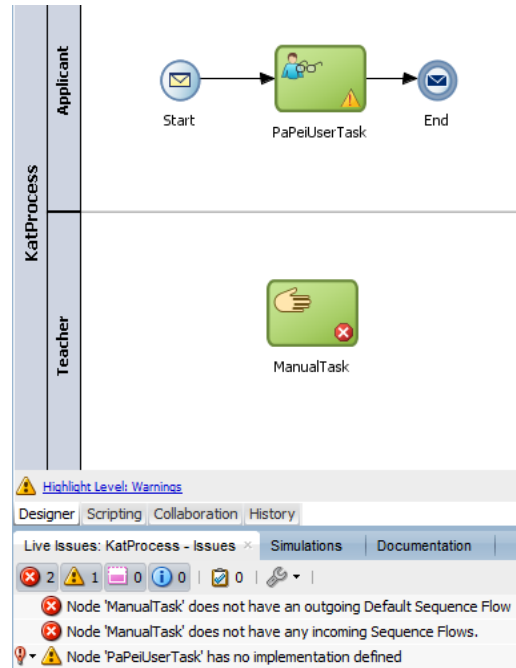 KatProcess
Applicant
Start
PaPeiUserTask
End
Teacher
ManualTask
Highlight Level: Warnings
Designer Scripting Collaboration History
Live Issues: KatProcess - Issues × Simulations Documentation
2 1 0 0 0
Node 'ManualTask' does not have an outgoing Default Sequence Flow
Node 'ManualTask' does not have any incoming Sequence Flows.
Node 'PaPeiUserTask' has no implementation defined